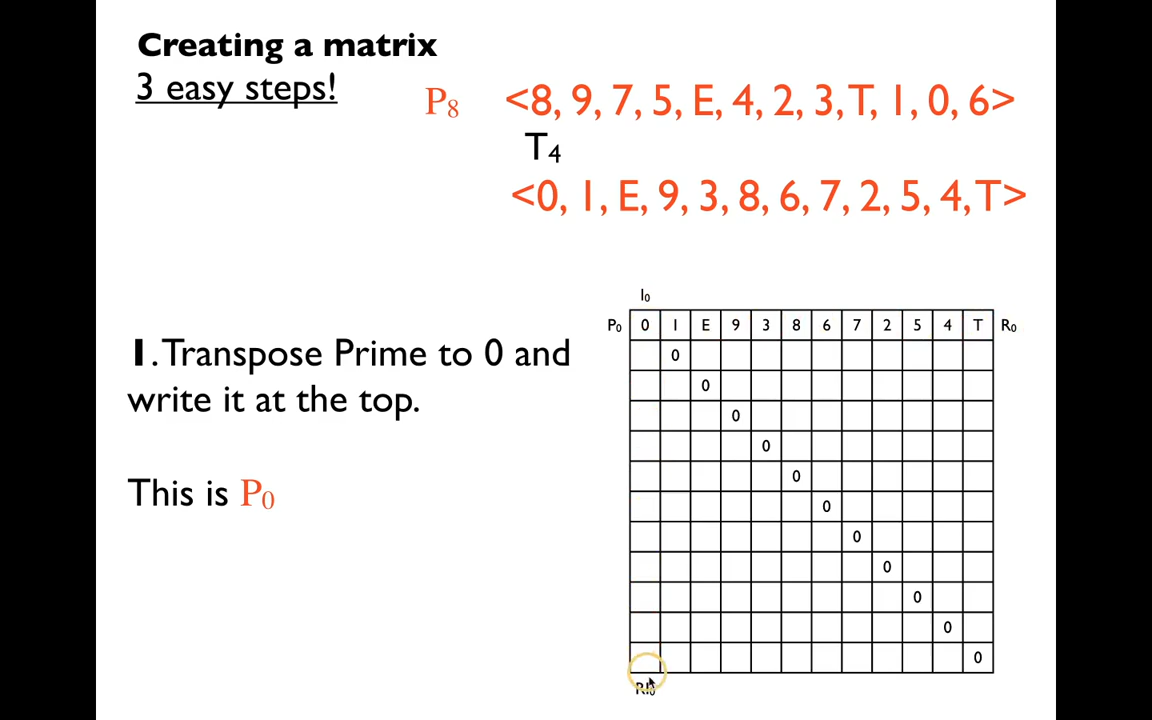 Creating a matrix
3 easy steps!
P8 <8, 9, 7, 5, E, 4, 2, 3, T, 1, 0, 6>
T4
<0, 1, E, 9, 3, 8, 6, 7, 2, 5, 4, T>
1. Transpose Prime to 0 and
write it at the top.
This is P0
I0
P0 0 1 E 9 3 8 6 7 2 5 4 T R0
0
0
0
0
0
0
0
0
0
0
0
RI0